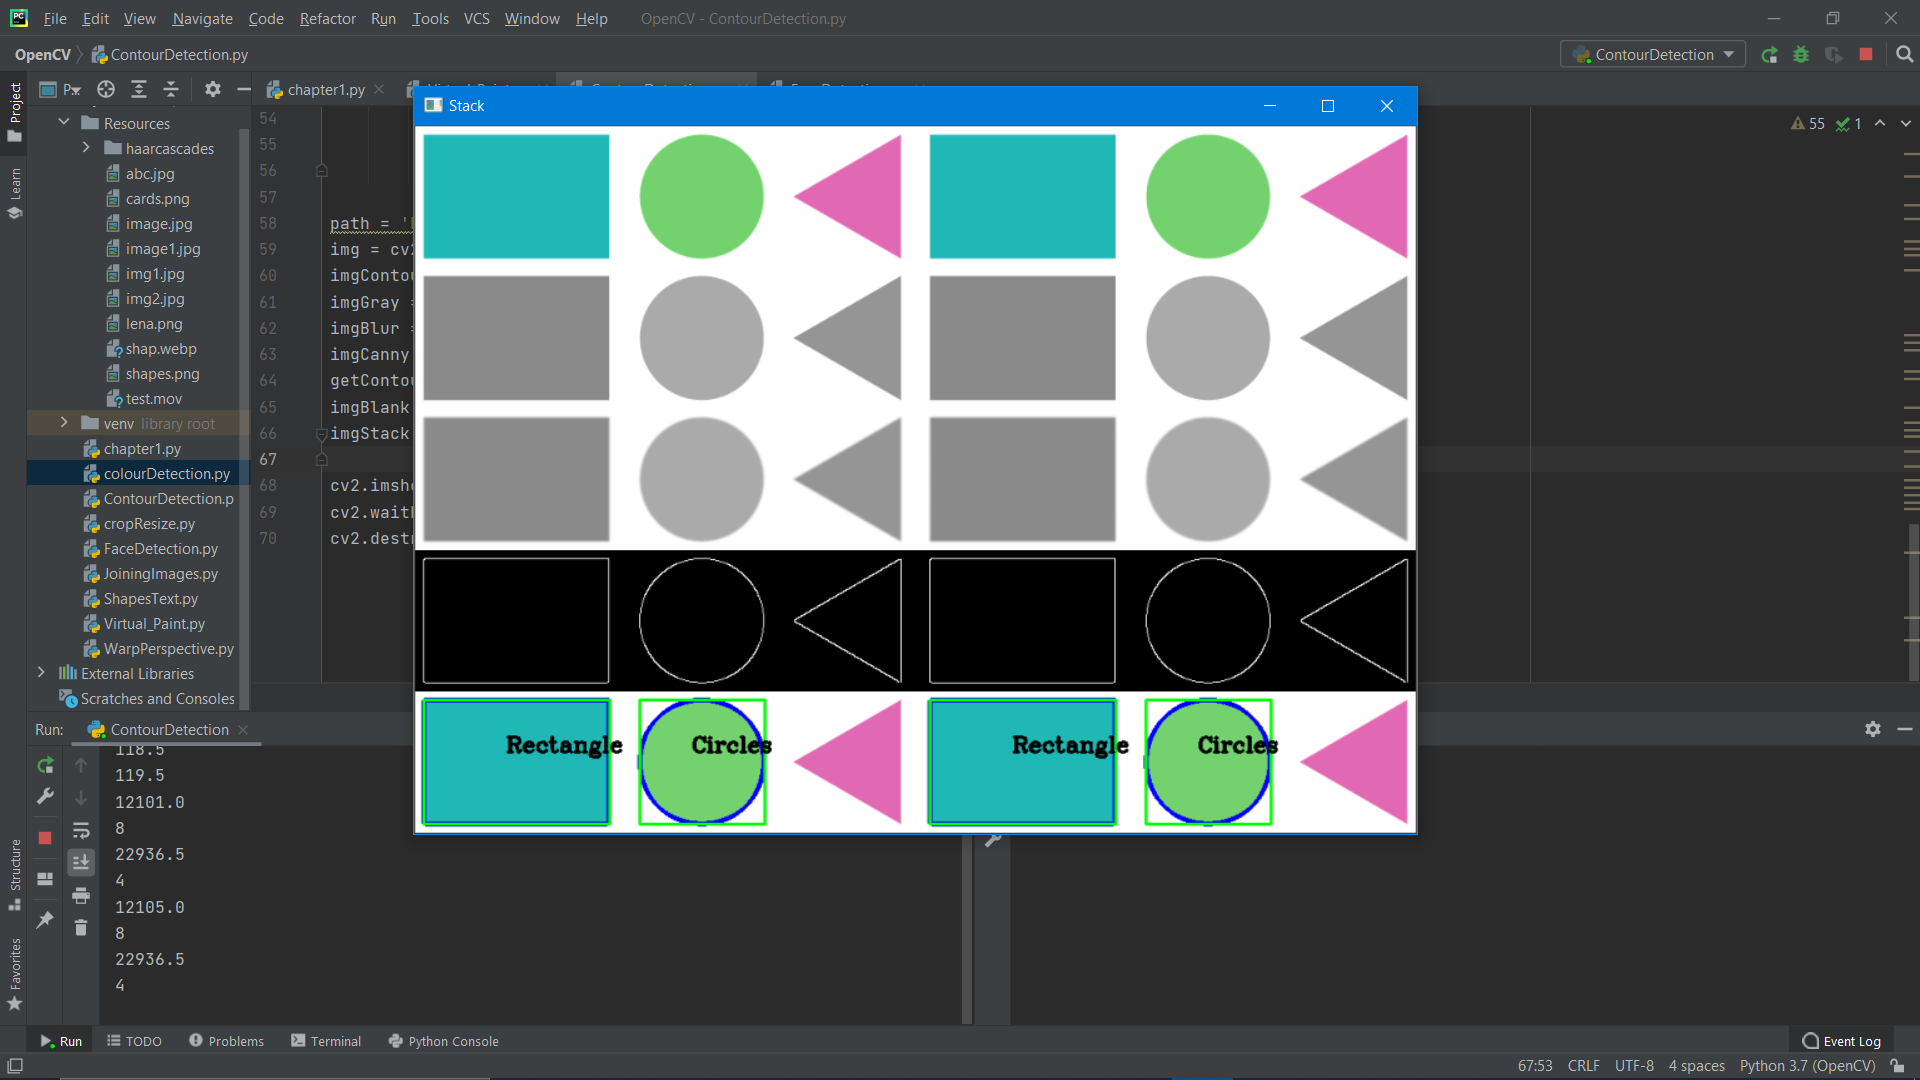 File Edit View Navigate Code Refactor Run Tools VCS Window Help OpenCV - ContourDetection.py
OpenCV ContourDetection.py ContourDetection
Project
Learn
Structure
Favorites
P
chapter1.py
Resources
haarcascades
abc.jpg
cards.png
image.jpg
image1.jpg
img1.jpg
img2.jpg
lena.png
shap.webp
shapes.png
test.mov
venv library root
chapter1.py
colourDetection.py
ContourDetection.p
cropResize.py
FaceDetection.py
JoiningImages.py
ShapesText.py
Virtual_Paint.py
WarpPerspective.py
External Libraries
Scratches and Consoles
54
55
56
57
58 path = '
59 img = cv
60 imgConto
61 imgGray =
62 imgBlur =
63 imgCanny
64 getConto
65 imgBlank
66 imgStack
67
68 cv2.imsh
69 cv2.wait
70 cv2.dest
55 1
Stack
Rectangle Circles Rectangle Circles
Run: ContourDetection
118.5
119.5
12101.0
8
22936.5
4
12105.0
8
22936.5
4
Run TODO Problems Terminal Python Console Event Log
67:53 CRLF UTF-8 4 spaces Python 3.7 (OpenCV)